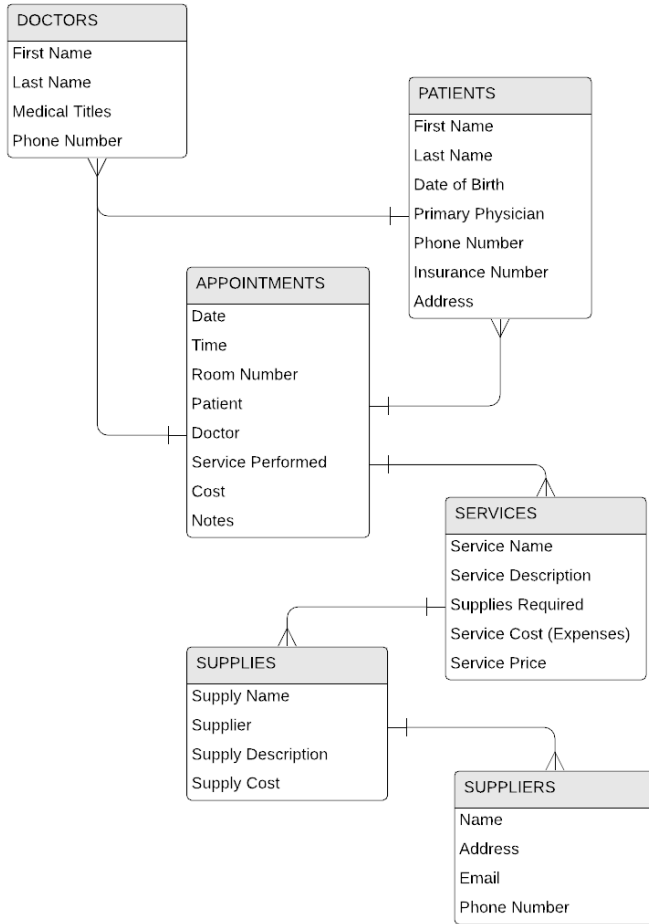 DOCTORS
First Name
Last Name
Medical Titles
Phone Number
PATIENTS
First Name
Last Name
Date of Birth
Primary Physician
Phone Number
Insurance Number
Address
APPOINTMENTS
Date
Time
Room Number
Patient
Doctor
Service Performed
Cost
Notes
SERVICES
Service Name
Service Description
Supplies Required
Service Cost (Expenses)
Service Price
SUPPLIES
Supply Name
Supplier
Supply Description
Supply Cost
SUPPLIERS
Name
Address
Email
Phone Number